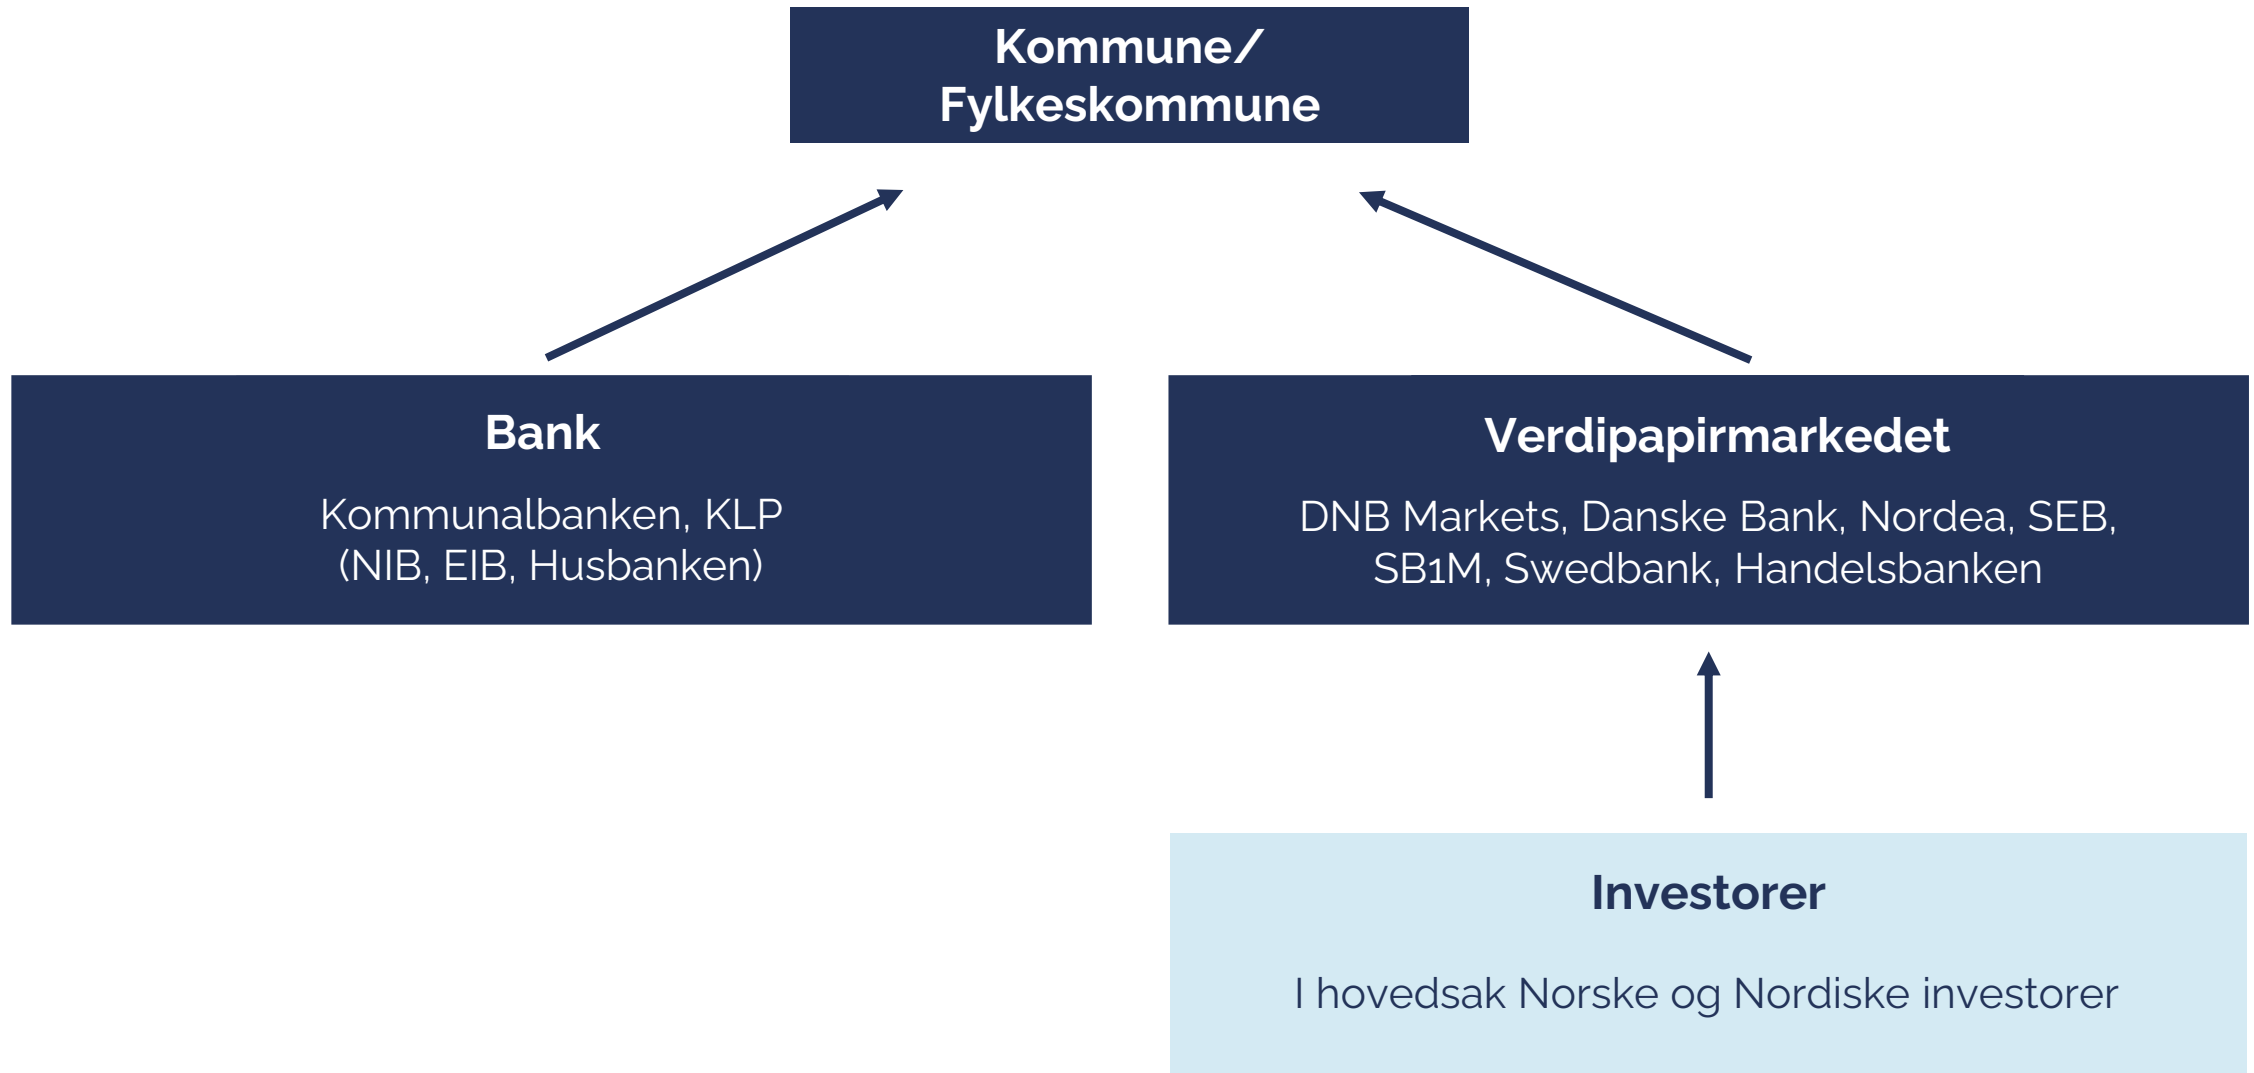 Kommune/
Fylkeskommune
Bank
Kommunalbanken, KLP
(NIB, EIB, Husbanken)
Verdipapirmarkedet
DNB Markets, Danske Bank, Nordea, SEB,
SB1M, Swedbank, Handelsbanken
Investorer
I hovedsak Norske og Nordiske investorer